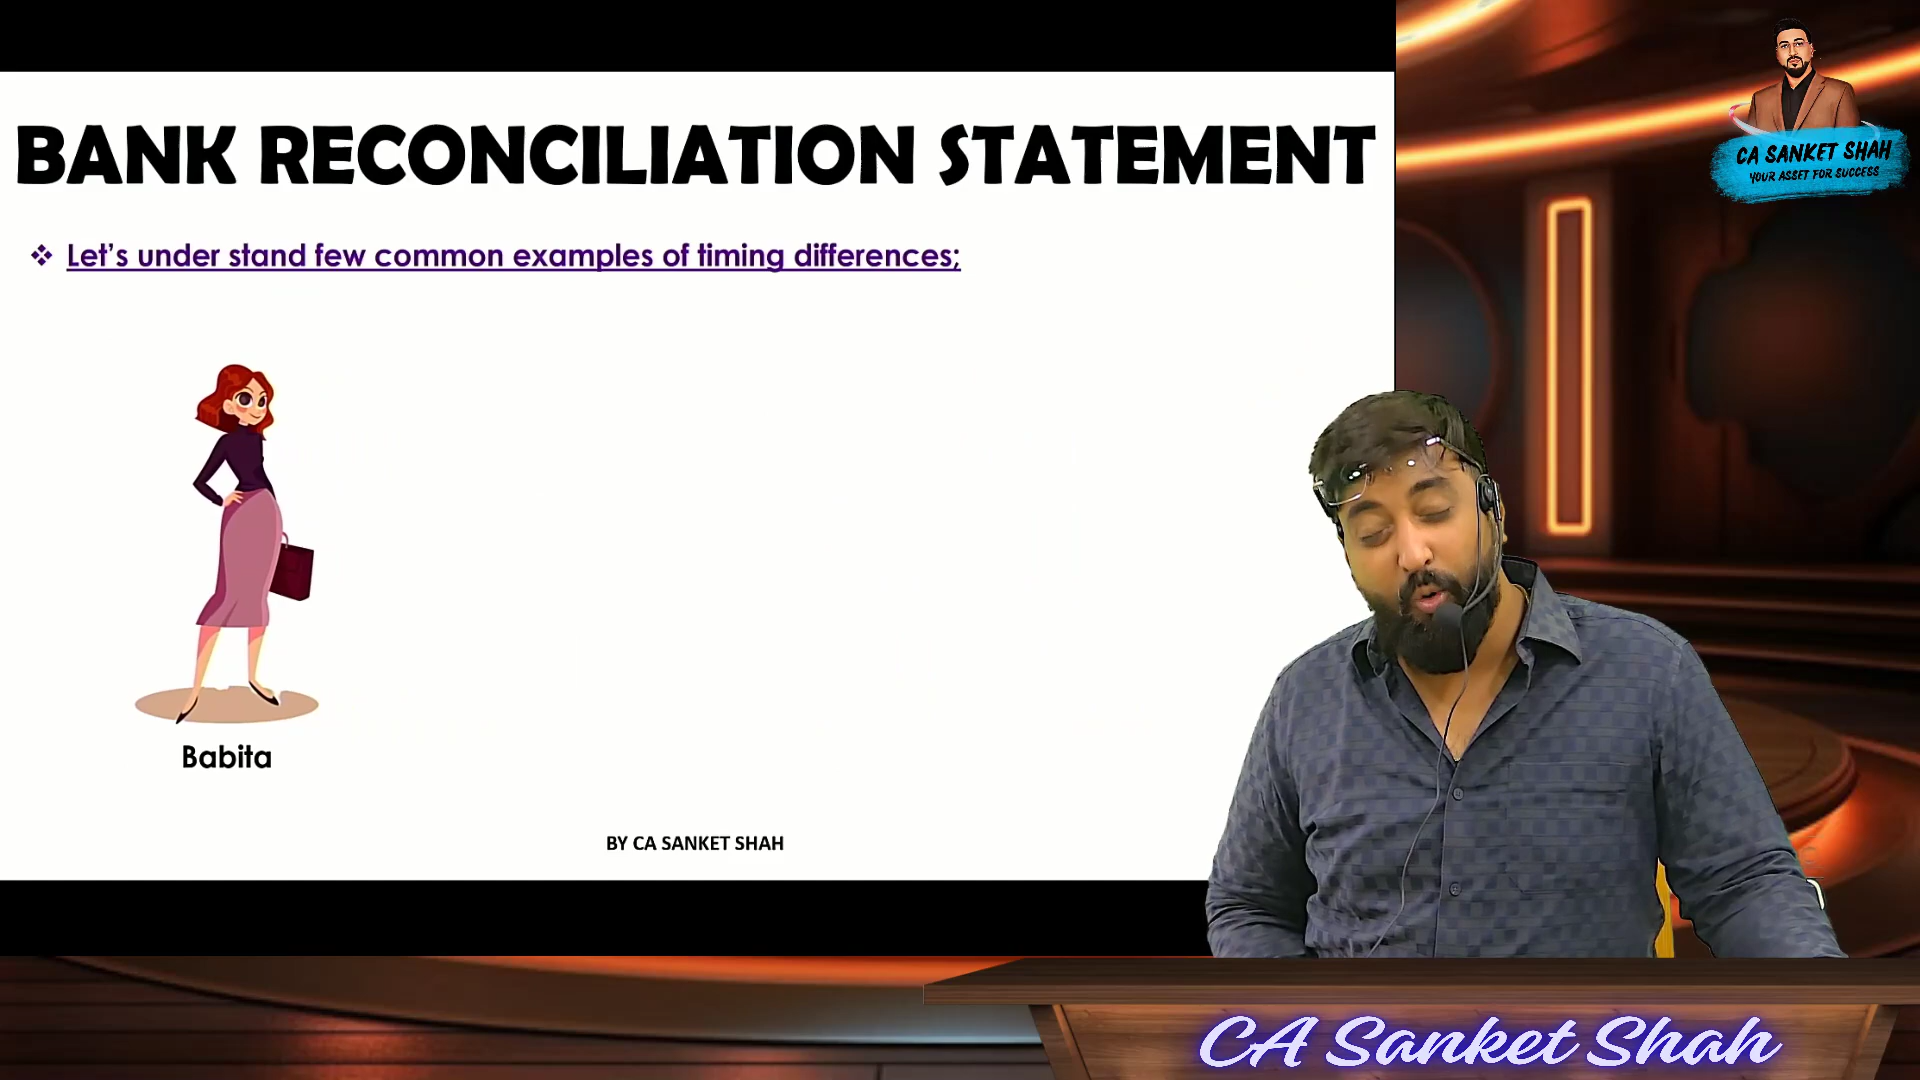 BANK RECONCILIATION STATEMENT
❖ Let's under stand few common examples of timing differences;
Babita
BY CA SANKET SHAH
CA SANKET SHAH
YOUR ASSET FOR SUCCESS
CA Sanket Shah